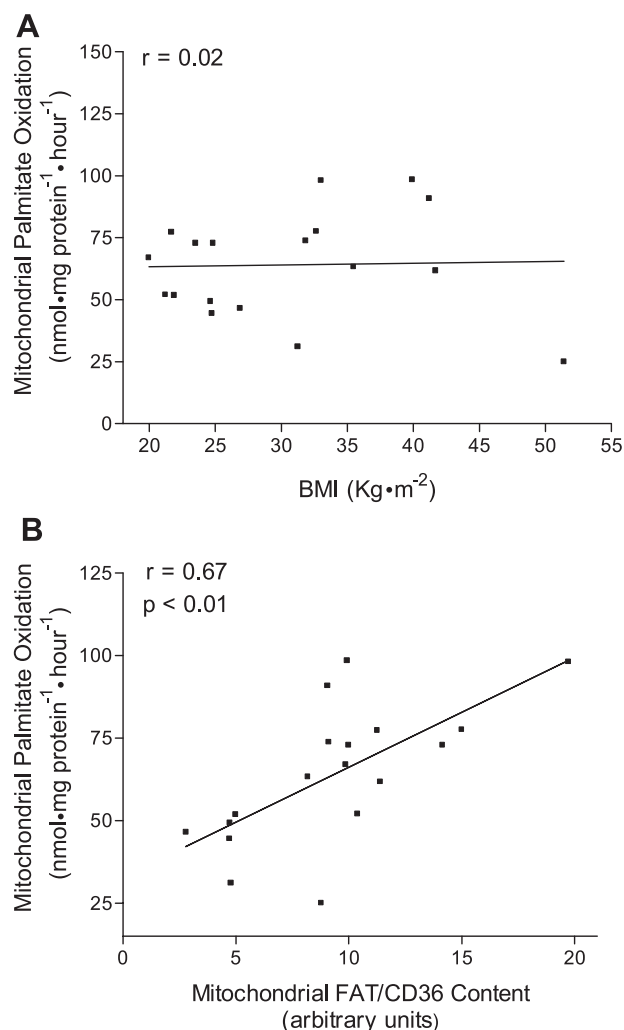 A
r = 0.02
Mitochondrial Palmitate Oxidation
(nmol•mg protein⁻¹•hour⁻¹)
150
125
100
75
50
25
0
20 25 30 35 40 45 50 55
BMI (Kg•m⁻²)
B
r = 0.67
p < 0.01
Mitochondrial Palmitate Oxidation
(nmol•mg protein⁻¹•hour⁻¹)
125
100
75
50
25
0 5 10 15 20
Mitochondrial FAT/CD36 Content
(arbitrary units)